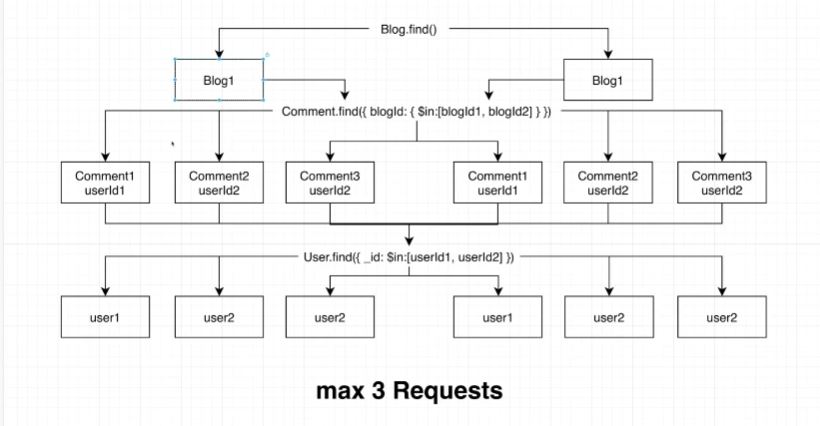 Blog.find()
Blog1
Blog1
Comment.find({ blogId: { $in:[blogId1, blogId2] } })
Comment1
userId1
Comment2
userId2
Comment3
userId2
Comment1
userId1
Comment2
userId2
Comment3
userId2
User.find({ _id: $in:[userId1, userId2] })
user1
user2
user2
user1
user2
user2
max 3 Requests